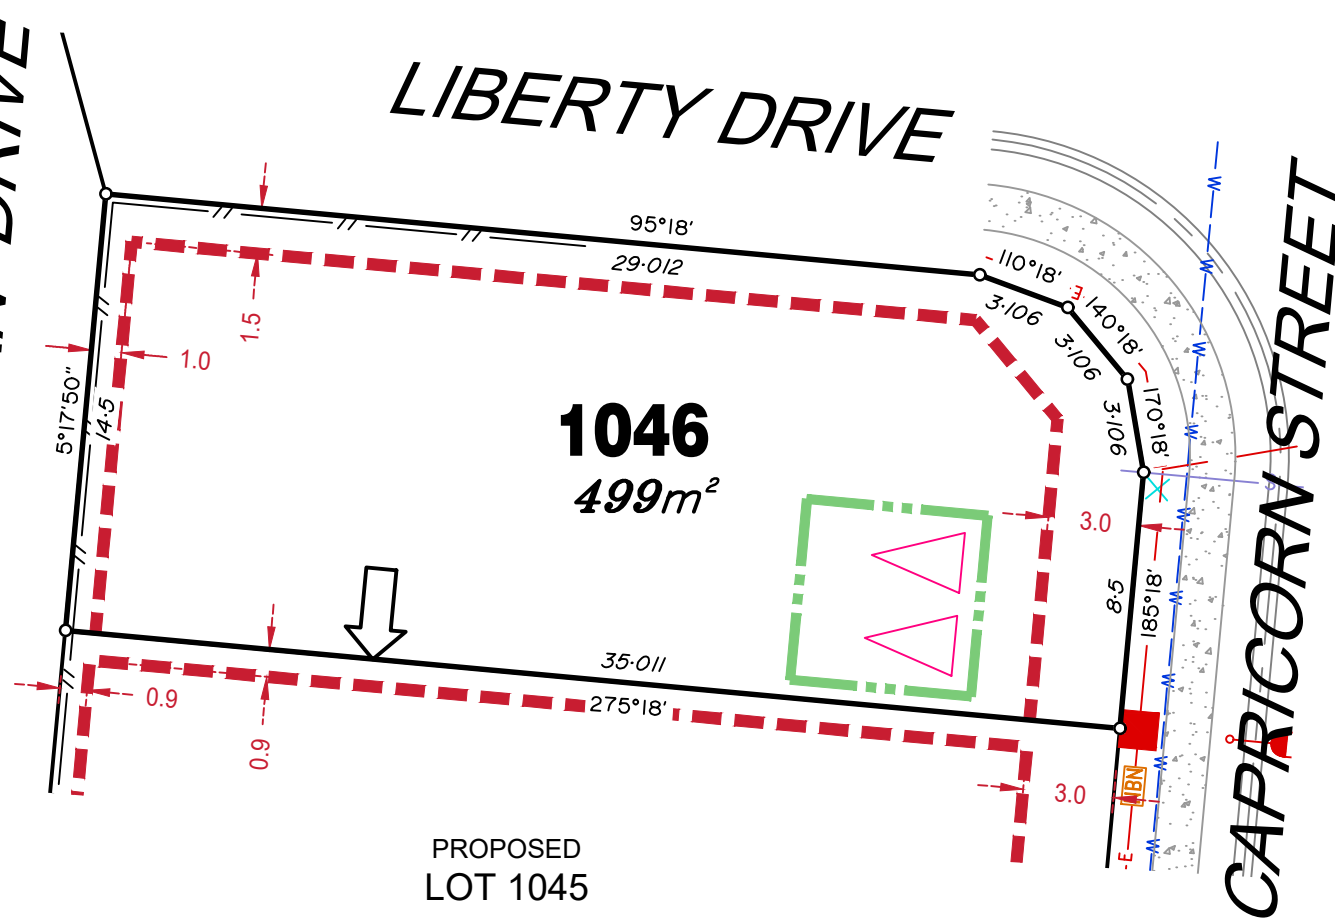 LIBERTY DRIVE
DRIVE
CAPRICORN STREET
95°18'
29·012
110°18'
3·106
E
140°18'
3·106
170°18'
3·106
W
W
W
W
1.5
1.0
5°17'50"
14·5
1046
499m²
3.0
8·5
185°18'
W
W
W
W
35·011
275°18'
0.9
0.9
3.0
NBN
E
PROPOSED
LOT 1045